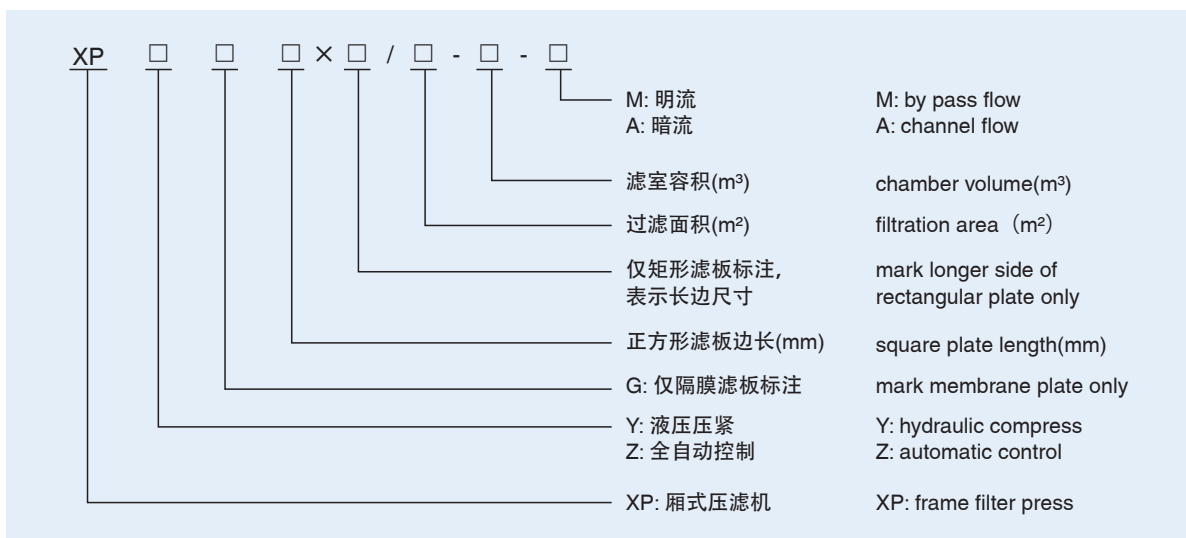 XP □ □ □ × □ / □ - □ - □
M: 明流 M: by pass flow
A: 暗流 A: channel flow
滤室容积(m³) chamber volume(m³)
过滤面积(m²) filtration area（m²）
仅矩形滤板标注, mark longer side of
表示长边尺寸 rectangular plate only
正方形滤板边长(mm) square plate length(mm)
G: 仅隔膜滤板标注 mark membrane plate only
Y: 液压压紧 Y: hydraulic compress
Z: 全自动控制 Z: automatic control
XP: 厢式压滤机 XP: frame filter press